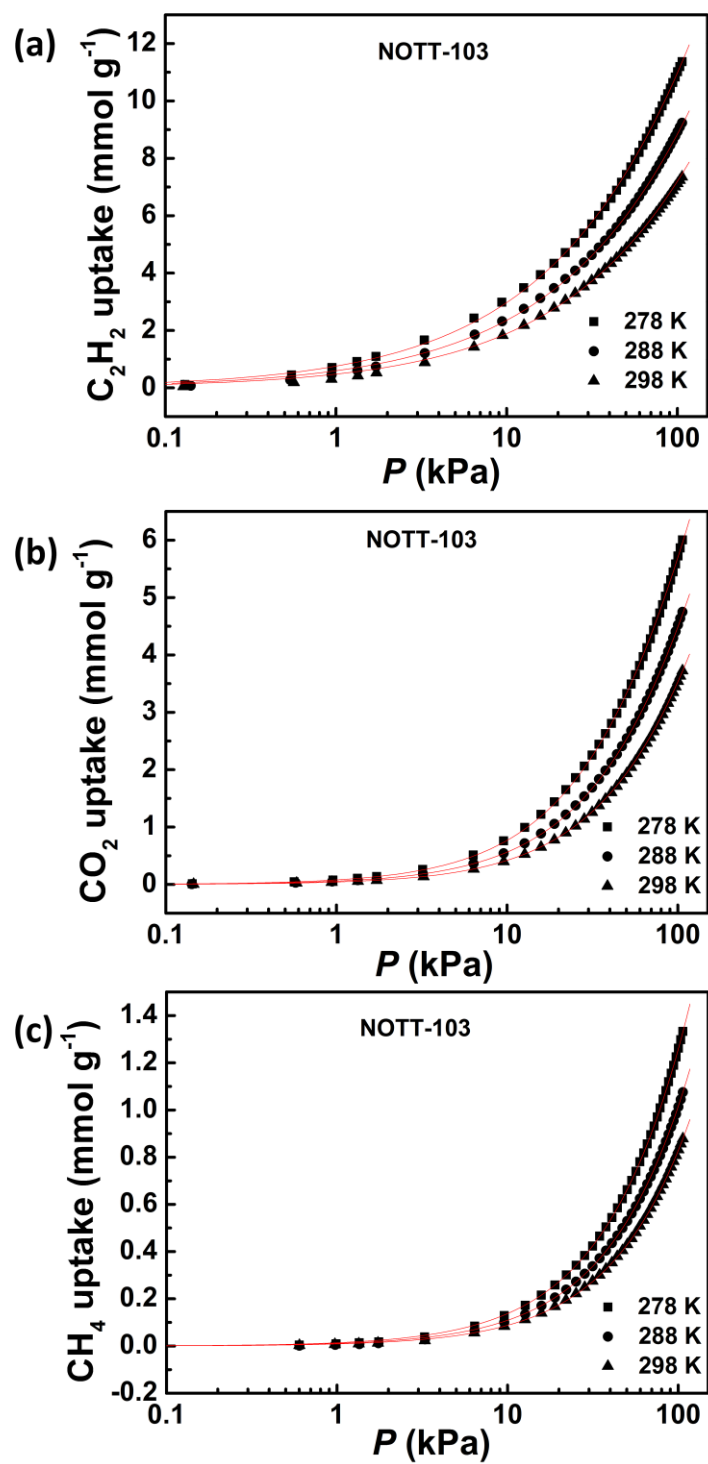 (a)
NOTT-103
C₂H₂ uptake (mmol g⁻¹)
12
10
8
6
4
2
0
278 K
288 K
298 K
0.1 1 10 100
P (kPa)
(b)
NOTT-103
CO₂ uptake (mmol g⁻¹)
6
5
4
3
2
1
0
278 K
288 K
298 K
0.1 1 10 100
P (kPa)
(c)
NOTT-103
CH₄ uptake (mmol g⁻¹)
1.4
1.2
1.0
0.8
0.6
0.4
0.2
0.0
-0.2
278 K
288 K
298 K
0.1 1 10 100
P (kPa)